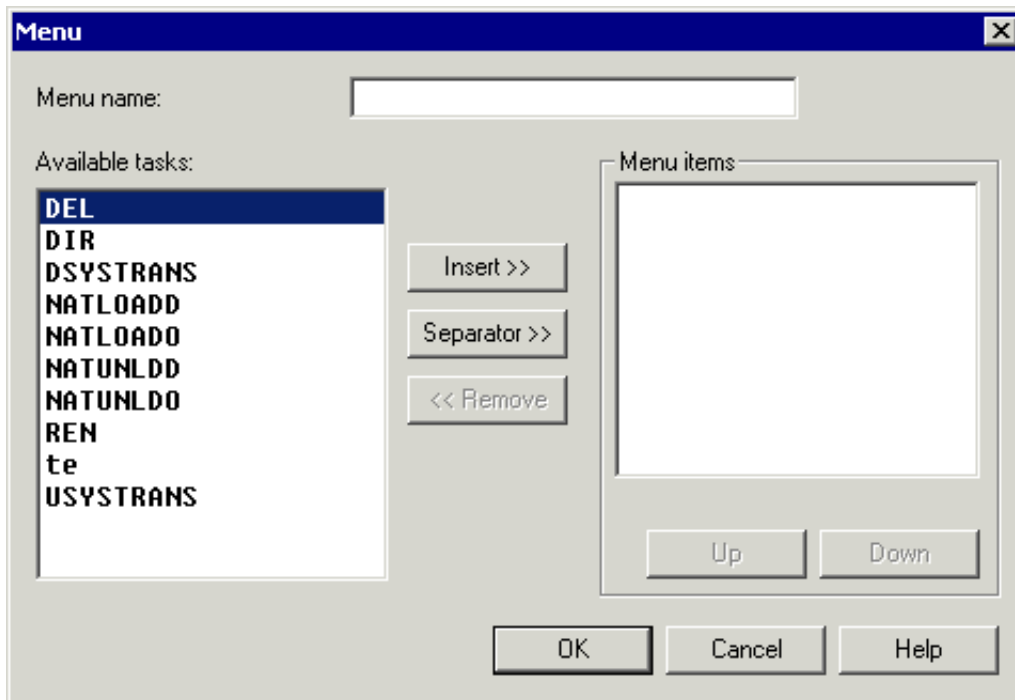 Menu
Menu name:
Available tasks:
DEL
DIR
DSYSTRANS
NATLOADD
NATLOADO
NATUNLDD
NATUNLDO
REN
te
USYSTRANS
Insert >>
Separator >>
<< Remove
Menu items
Up
Down
OK
Cancel
Help